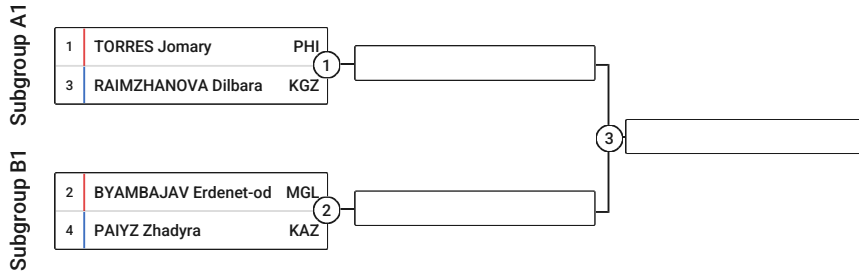 Subgroup A1
1 TORRES Jomary PHI
3 RAIMZHANOVA Dilbara KGZ
1
3
Subgroup B1
2 BYAMBAJAV Erdenet-od MGL
4 PAIYZ Zhadyra KAZ
2